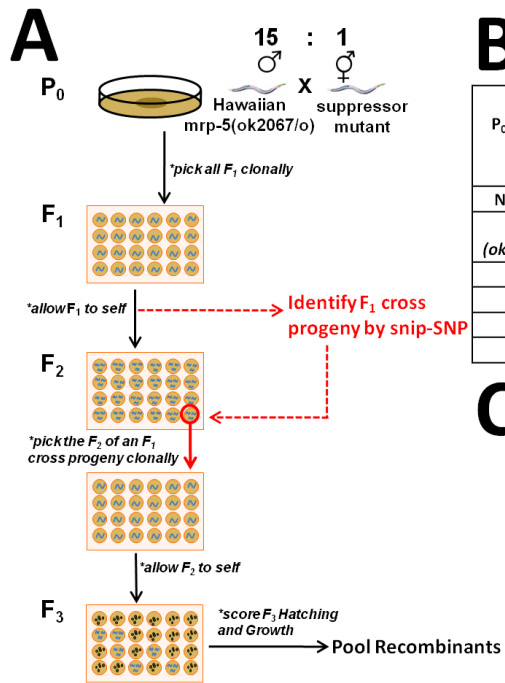 A
15 : 1
♂ ⚥
P₀
X
Hawaiian suppressor
mrp-5(ok2067/o) mutant
*pick all F₁ clonally
F₁
*allow F₁ to self
Identify F₁ cross
progeny by snip-SNP
F₂
*pick the F₂ of an F₁
cross progeny clonally
*allow F₂ to self
F₃
*score F₃ Hatching
and Growth
Pool Recombinants
B
P₀
N
(ok
C